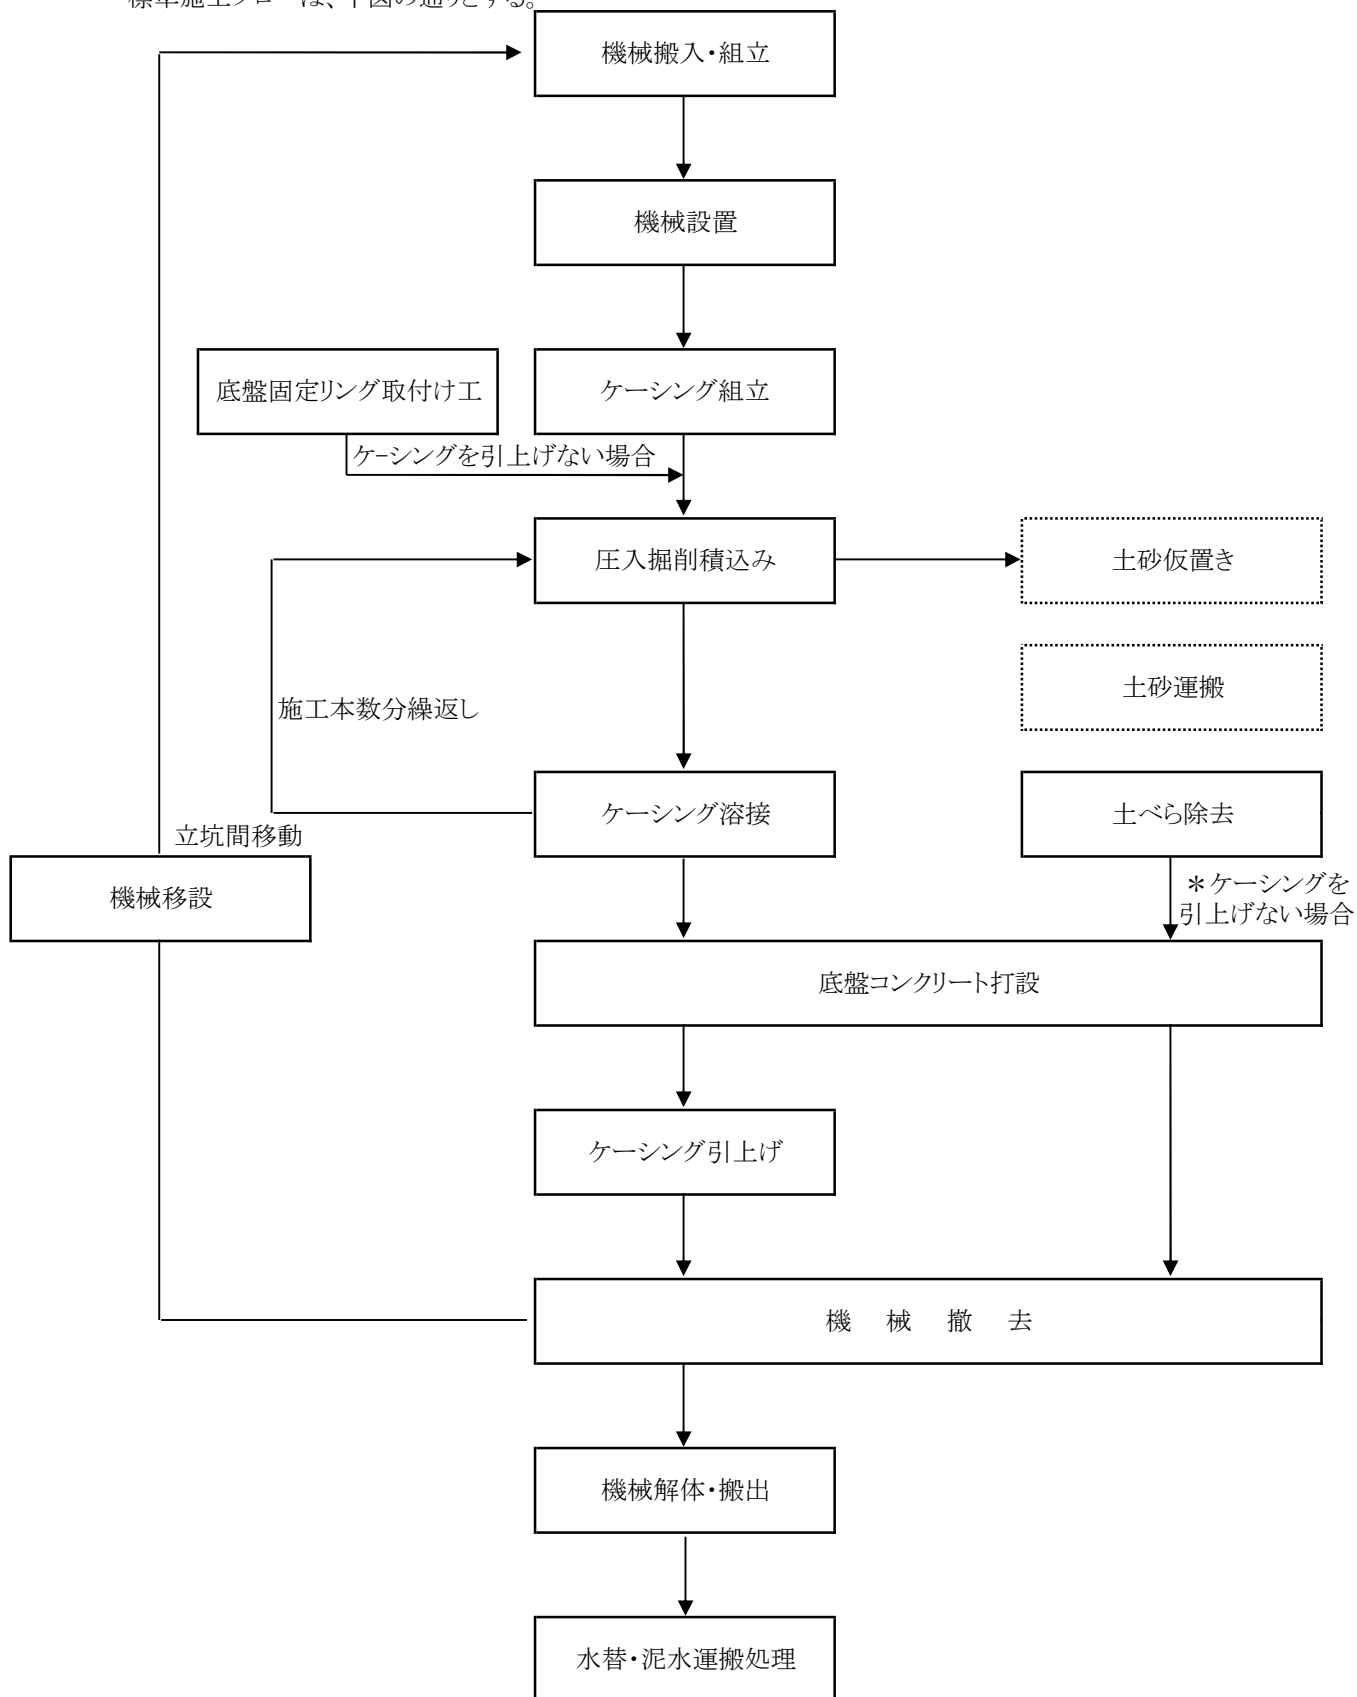 標準施工フローは、下図の通りとする。
機械搬入・組立
機械設置
底盤固定リング取付け工
ケーシング組立
ケーシングを引上げない場合
圧入掘削積込み
土砂仮置き
土砂運搬
施工本数分繰返し
ケーシング溶接
土べら除去
立坑間移動
機械移設
＊ケーシングを
引上げない場合
底盤コンクリート打設
ケーシング引上げ
機　械　撤　去
機械解体・搬出
水替・泥水運搬処理